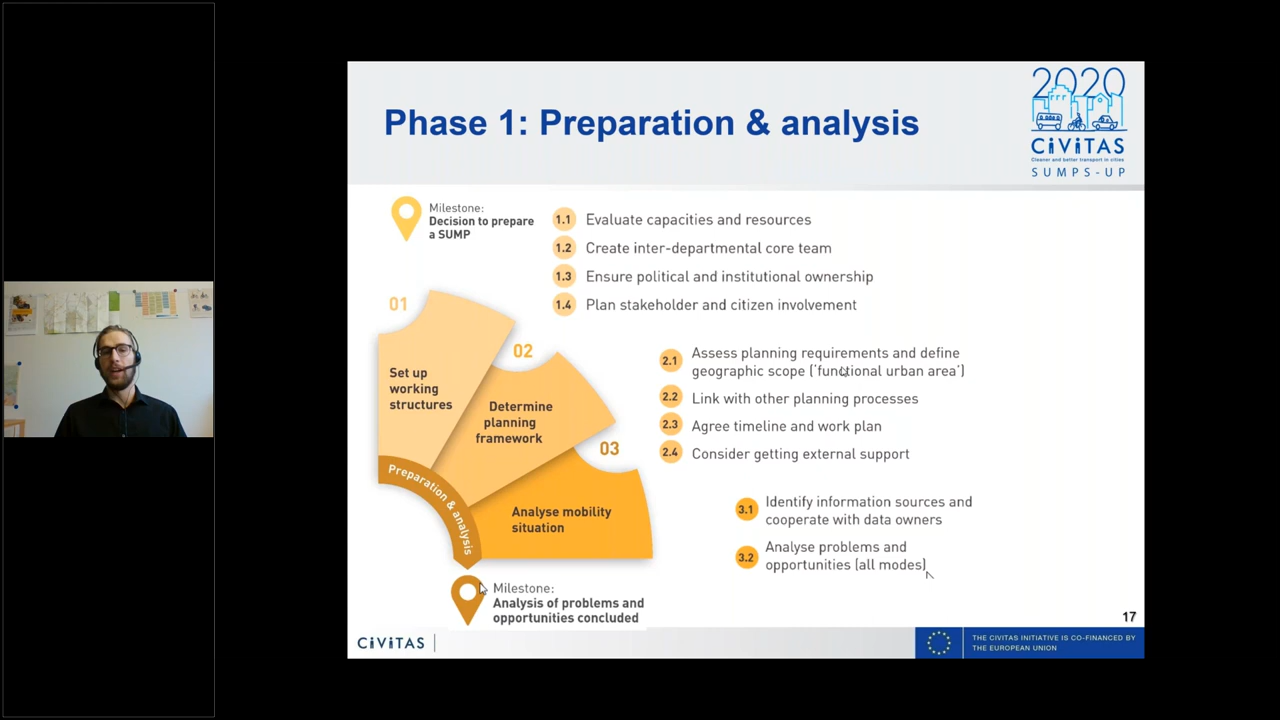 Phase 1: Preparation & analysis
2020
CiViTAS
Cleaner and better transport in cities
SUMPS-UP
Milestone:
Decision to prepare
a SUMP
1.1 Evaluate capacities and resources
1.2 Create inter-departmental core team
1.3 Ensure political and institutional ownership
1.4 Plan stakeholder and citizen involvement
01
Set up
working
structures
02
Determine
planning
framework
2.1 Assess planning requirements and define
geographic scope ('functional urban area')
2.2 Link with other planning processes
2.3 Agree timeline and work plan
2.4 Consider getting external support
03
Analyse mobility
situation
3.1 Identify information sources and
cooperate with data owners
3.2 Analyse problems and
opportunities (all modes)
Preparation & analysis
Milestone:
Analysis of problems and
opportunities concluded
17
CiViTAS
THE CIVITAS INITIATIVE IS CO-FINANCED BY
THE EUROPEAN UNION